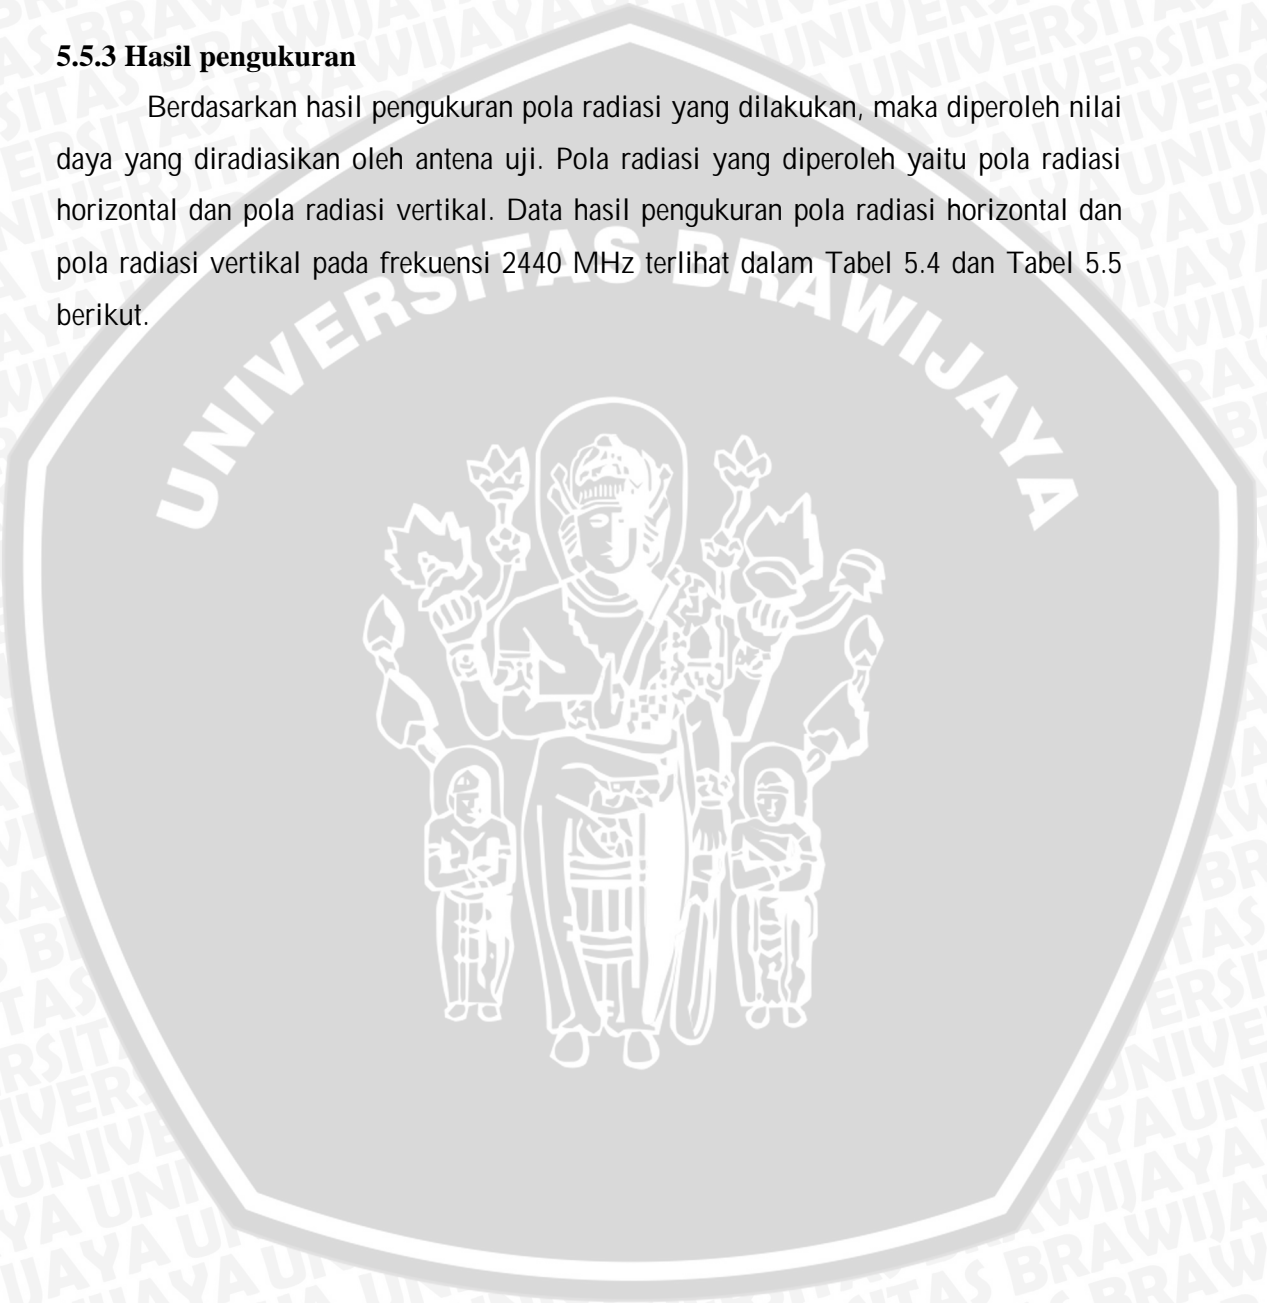 5.5.3 Hasil pengukuran
Berdasarkan hasil pengukuran pola radiasi yang dilakukan, maka diperoleh nilai
daya yang diradiasikan oleh antena uji. Pola radiasi yang diperoleh yaitu pola radiasi
horizontal dan pola radiasi vertikal. Data hasil pengukuran pola radiasi horizontal dan
pola radiasi vertikal pada frekuensi 2440 MHz terlihat dalam Tabel 5.4 dan Tabel 5.5
berikut.
UNIVERSITAS BRAWIJAYA